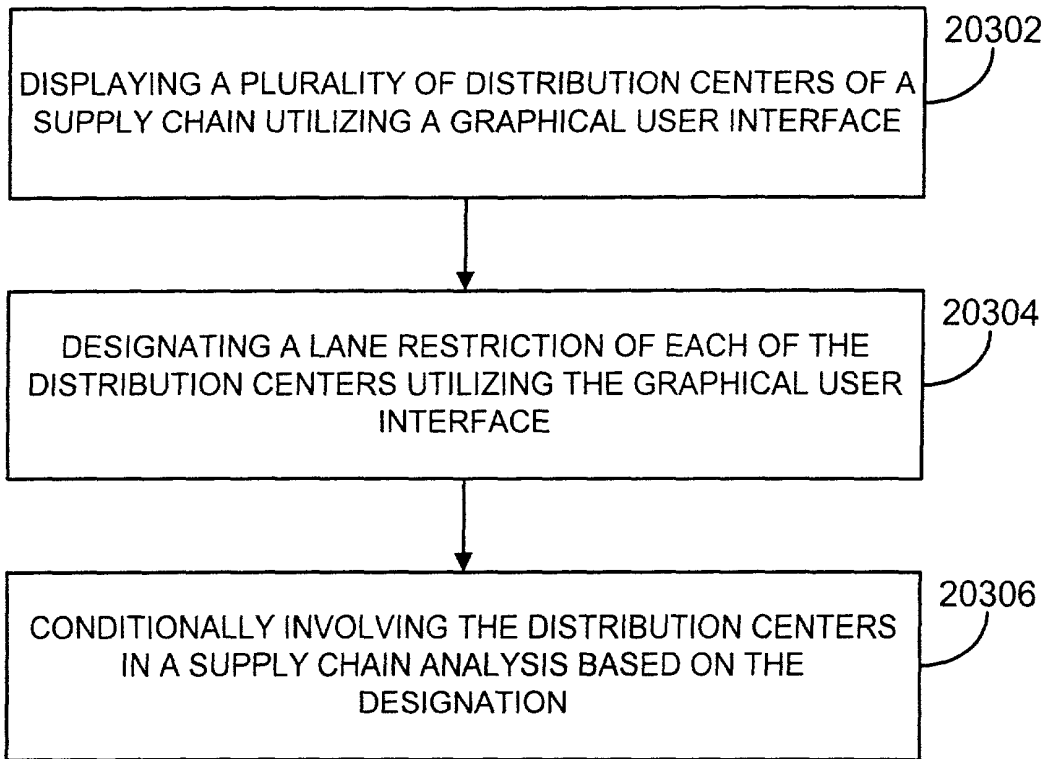 20302
DISPLAYING A PLURALITY OF DISTRIBUTION CENTERS OF A
SUPPLY CHAIN UTILIZING A GRAPHICAL USER INTERFACE
20304
DESIGNATING A LANE RESTRICTION OF EACH OF THE
DISTRIBUTION CENTERS UTILIZING THE GRAPHICAL USER
INTERFACE
20306
CONDITIONALLY INVOLVING THE DISTRIBUTION CENTERS
IN A SUPPLY CHAIN ANALYSIS BASED ON THE
DESIGNATION